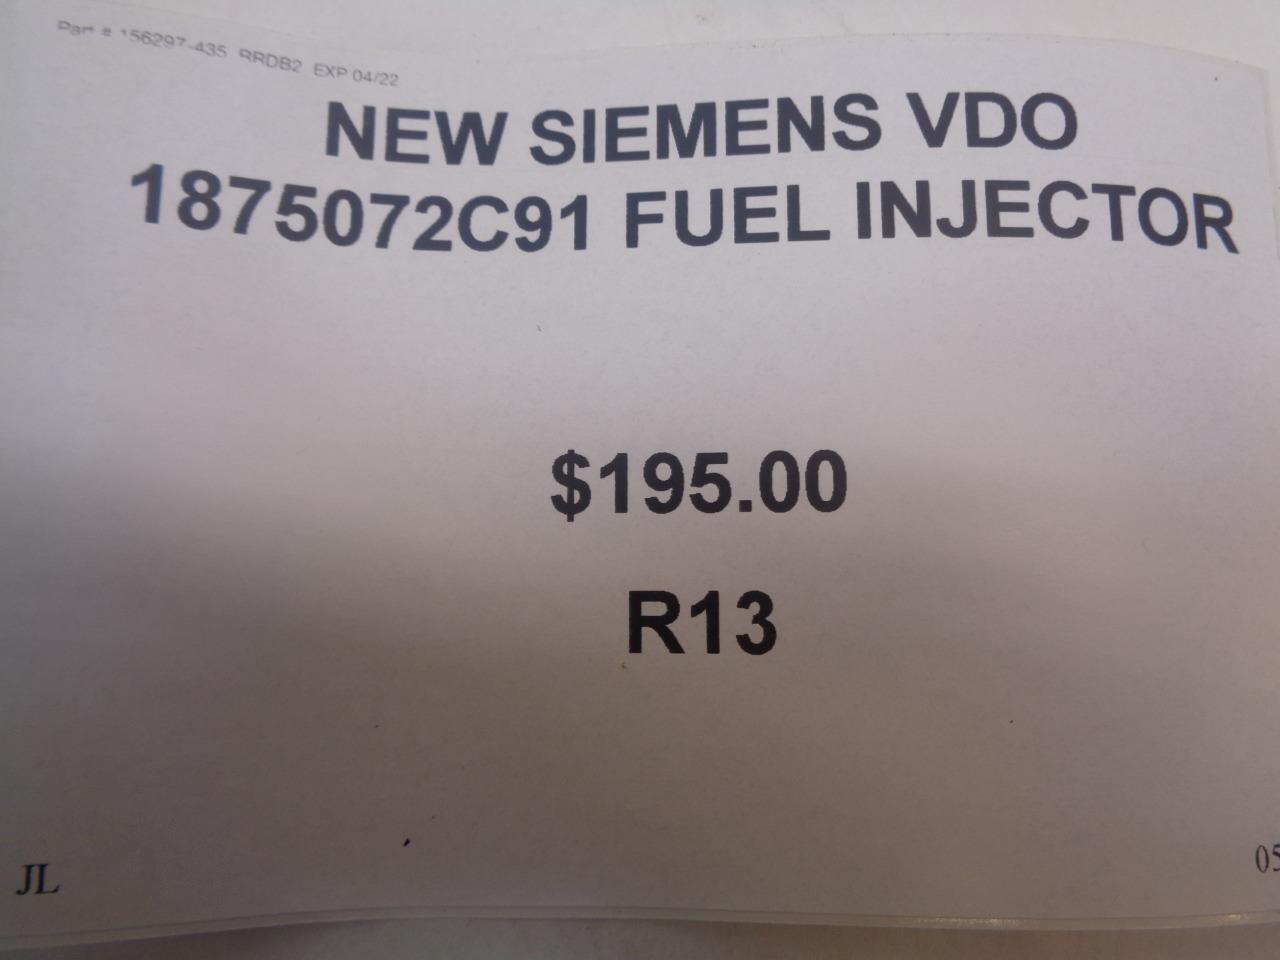 Part # 156297-435 RRDB2 EXP 04/22
NEW SIEMENS VDO
1875072C91 FUEL INJECTOR
$195.00
R13
JL
05